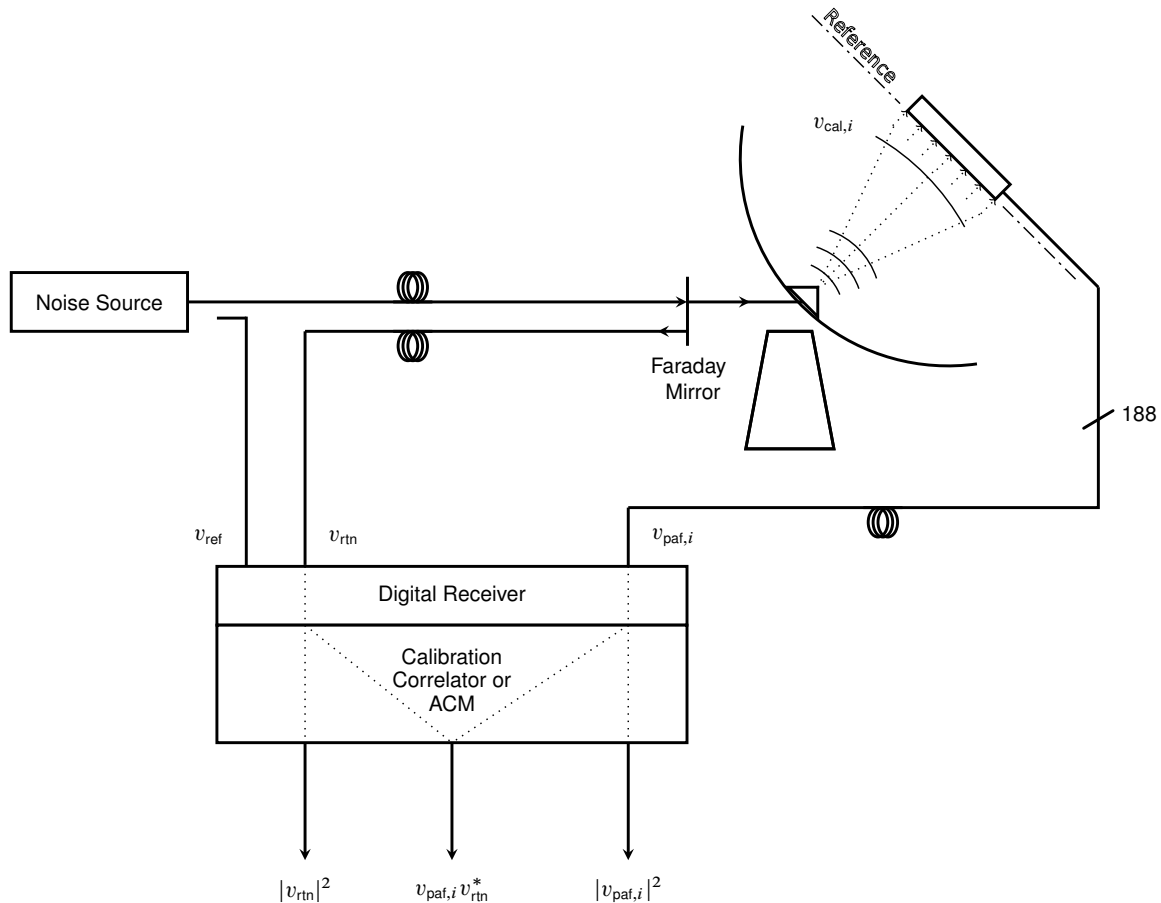 Reference
v_cal,i
Noise Source
Faraday
Mirror
188
v_ref
v_rtn
v_paf,i
Digital Receiver
Calibration
Correlator or
ACM
|v_rtn|^2
v_paf,i v_rtn^*
|v_paf,i|^2